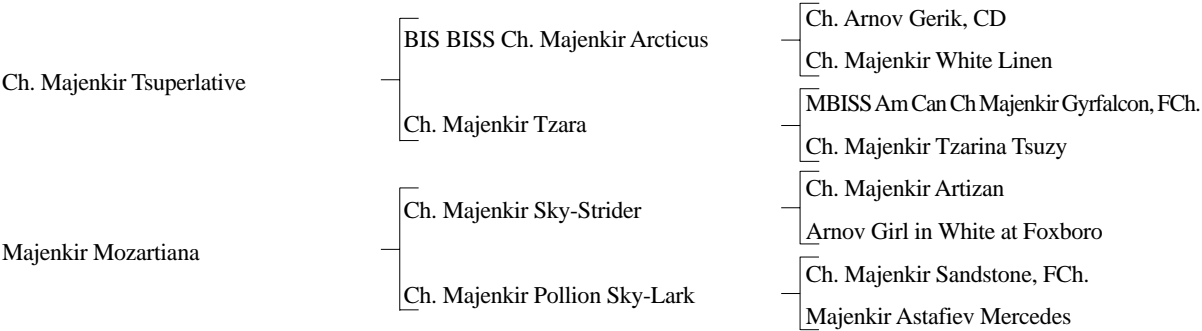 Ch. Arnov Gerik, CD
BIS BISS Ch. Majenkir Arcticus
Ch. Majenkir White Linen
Ch. Majenkir Tsuperlative
MBISS Am Can Ch Majenkir Gyrfalcon, FCh.
Ch. Majenkir Tzara
Ch. Majenkir Tzarina Tsuzy
Ch. Majenkir Artizan
Ch. Majenkir Sky-Strider
Arnov Girl in White at Foxboro
Majenkir Mozartiana
Ch. Majenkir Sandstone, FCh.
Ch. Majenkir Pollion Sky-Lark
Majenkir Astafiev Mercedes